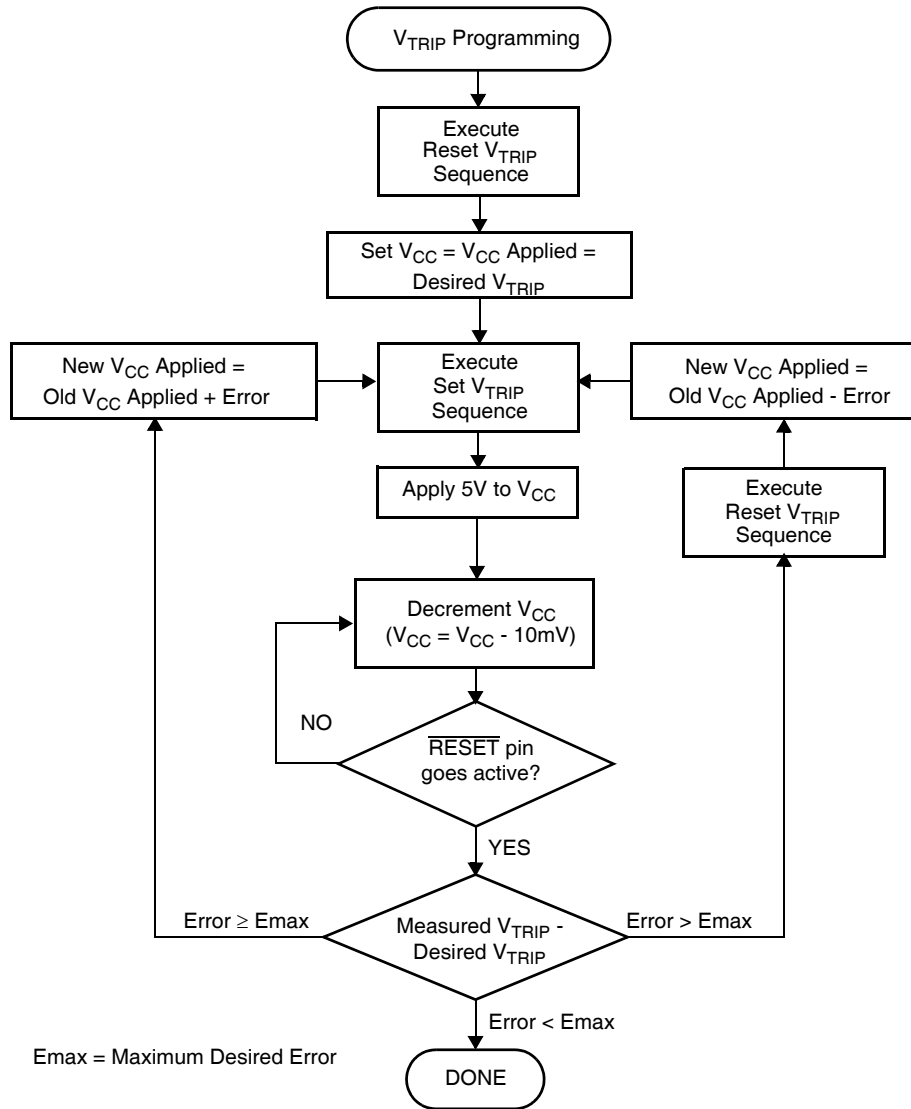 V_TRIP Programming
Execute
Reset V_TRIP
Sequence
Set V_CC = V_CC Applied =
Desired V_TRIP
New V_CC Applied =
Old V_CC Applied + Error
Execute
Set V_TRIP
Sequence
New V_CC Applied =
Old V_CC Applied - Error
Apply 5V to V_CC
Execute
Reset V_TRIP
Sequence
Decrement V_CC
(V_CC = V_CC - 10mV)
NO
RESET pin
goes active?
YES
Error ≥ Emax
Measured V_TRIP -
Desired V_TRIP
Error > Emax
Error < Emax
Emax = Maximum Desired Error
DONE